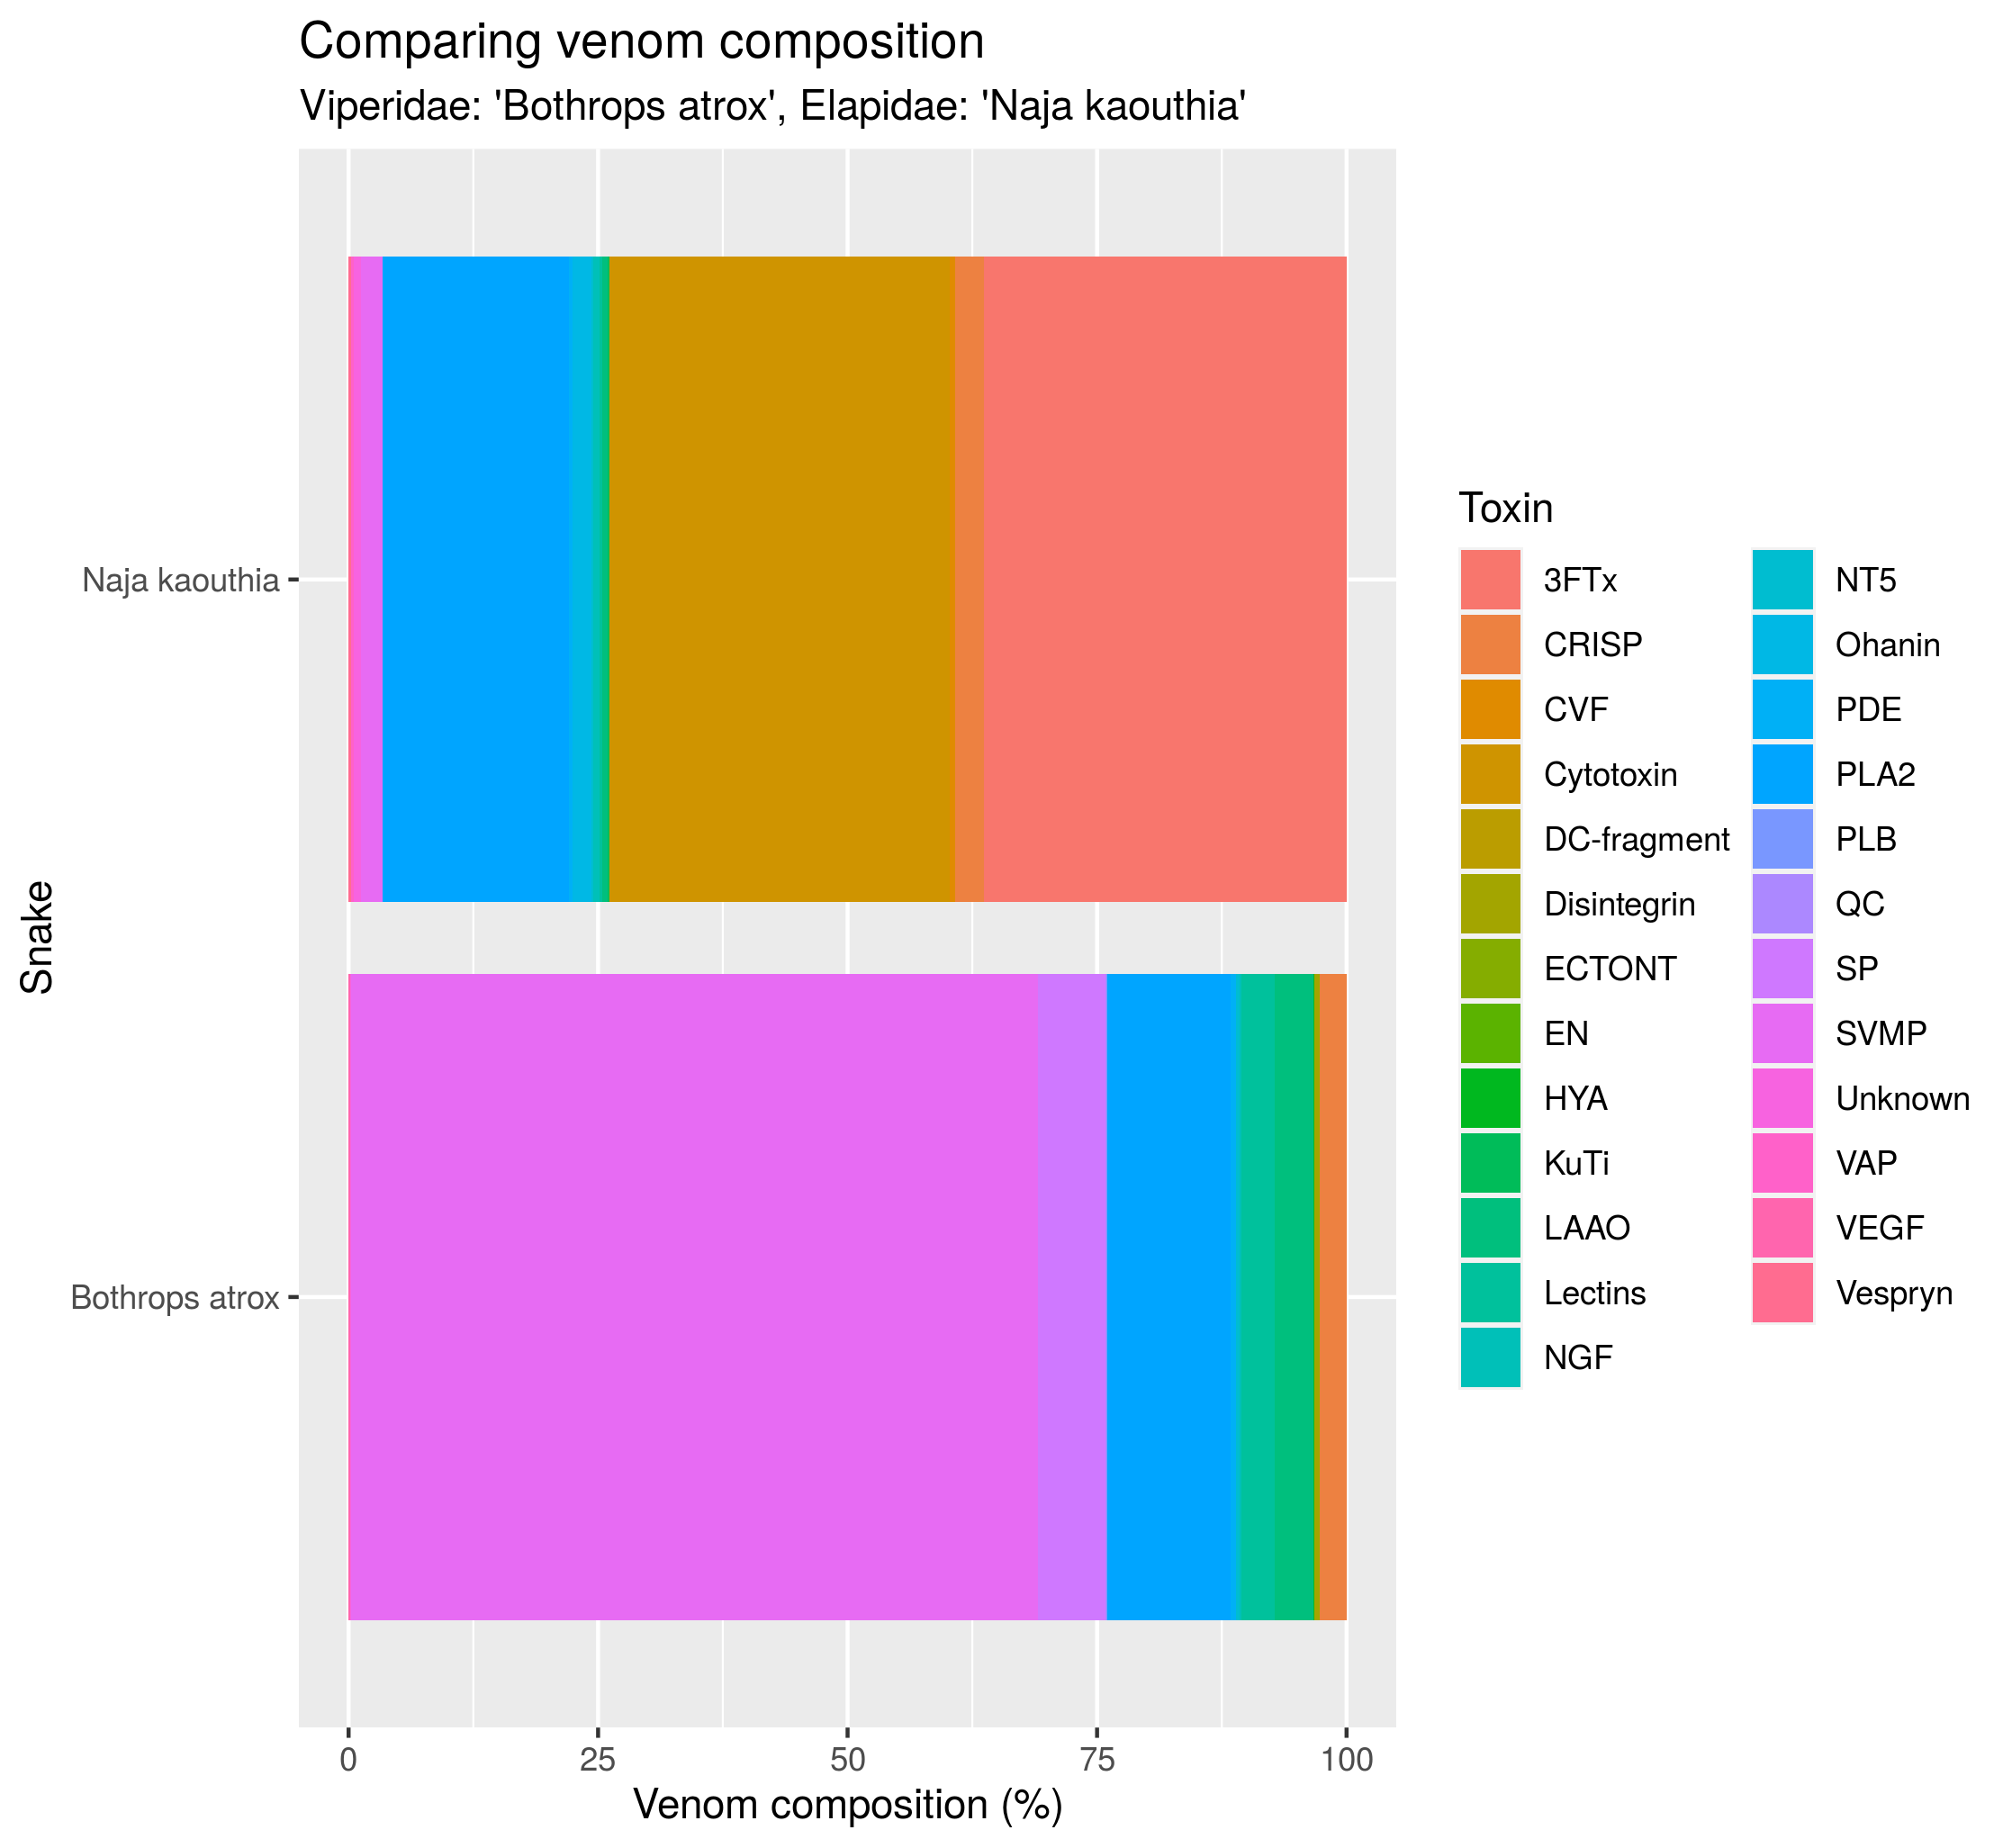 Comparing venom composition
Viperidae: 'Bothrops atrox', Elapidae: 'Naja kaouthia'
Snake
Naja kaouthia
Bothrops atrox
0 25 50 75 100
Venom composition (%)
Toxin
3FTx
CRISP
CVF
Cytotoxin
DC-fragment
Disintegrin
ECTONT
EN
HYA
KuTi
LAAO
Lectins
NGF
NT5
Ohanin
PDE
PLA2
PLB
QC
SP
SVMP
Unknown
VAP
VEGF
Vespryn